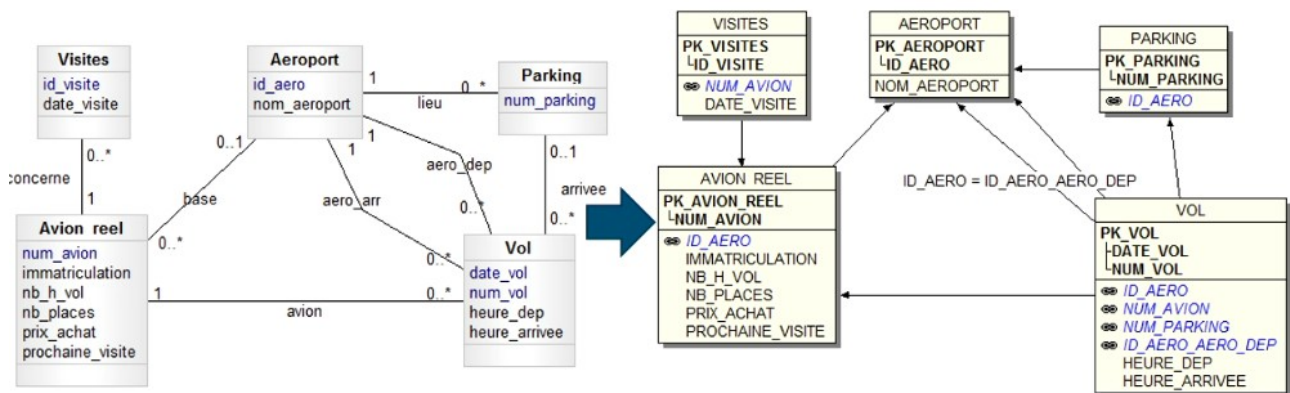 Visites
id_visite
date_visite
0..*
concerne
1
Avion_reel
num_avion
immatriculation
nb_h_vol
nb_places
prix_achat
prochaine_visite
Aeroport
id_aero
nom_aeroport
1
0..*
lieu
Parking
num_parking
0..1
base
0..*
1
aero_arr
0..*
1
aero_dep
0..*
0..1
arrivee
0..*
Vol
date_vol
num_vol
heure_dep
heure_arrivee
1
0..*
avion
VISITES
PK_VISITES
ID_VISITE
NUM_AVION
DATE_VISITE
AEROPORT
PK_AEROPORT
ID_AERO
NOM_AEROPORT
PARKING
PK_PARKING
NUM_PARKING
ID_AERO
ID_AERO = ID_AERO_AERO_DEP
AVION REEL
PK_AVION_REEL
NUM_AVION
ID_AERO
IMMATRICULATION
NB_H_VOL
NB_PLACES
PRIX_ACHAT
PROCHAINE_VISITE
VOL
PK_VOL
DATE_VOL
NUM_VOL
ID_AERO
NUM_AVION
NUM_PARKING
ID_AERO_AERO_DEP
HEURE_DEP
HEURE_ARRIVEE